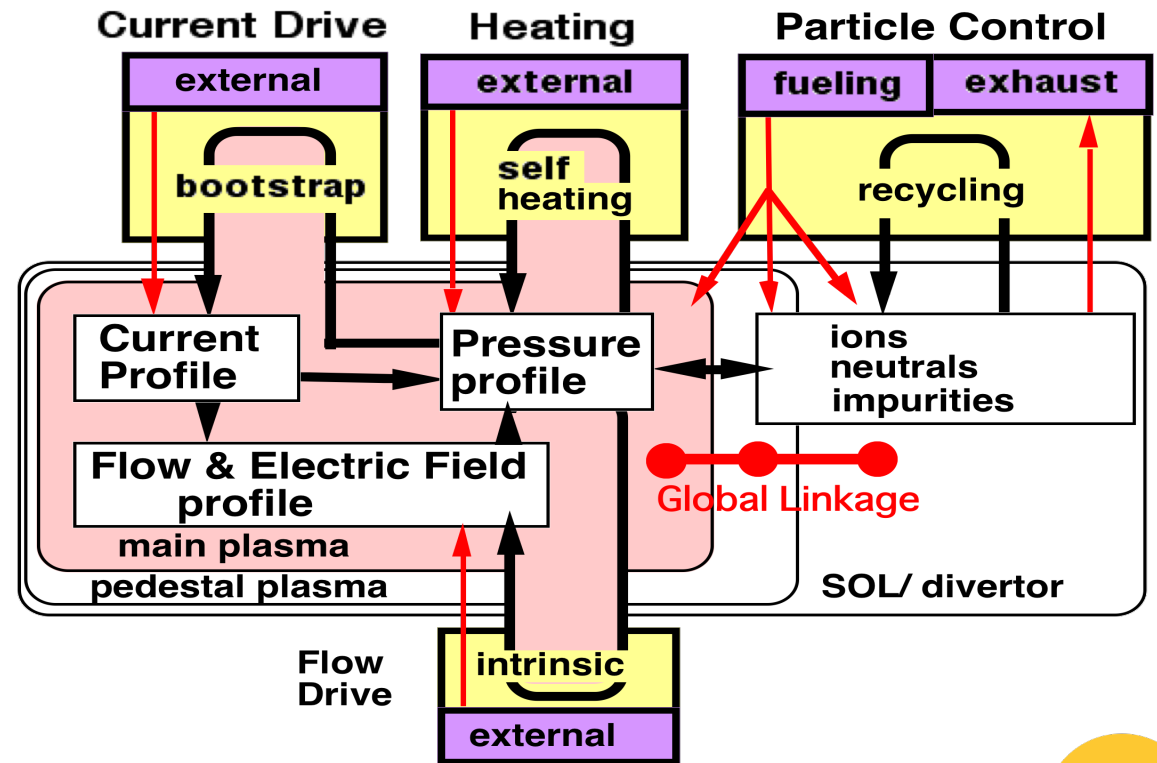 Current Drive
Heating
Particle Control
external
external
fueling
exhaust
bootstrap
self
heating
recycling
Current
Profile
Pressure
profile
ions
neutrals
impurities
Flow & Electric Field
profile
Global Linkage
main plasma
pedestal plasma
SOL/ divertor
Flow
Drive
intrinsic
external